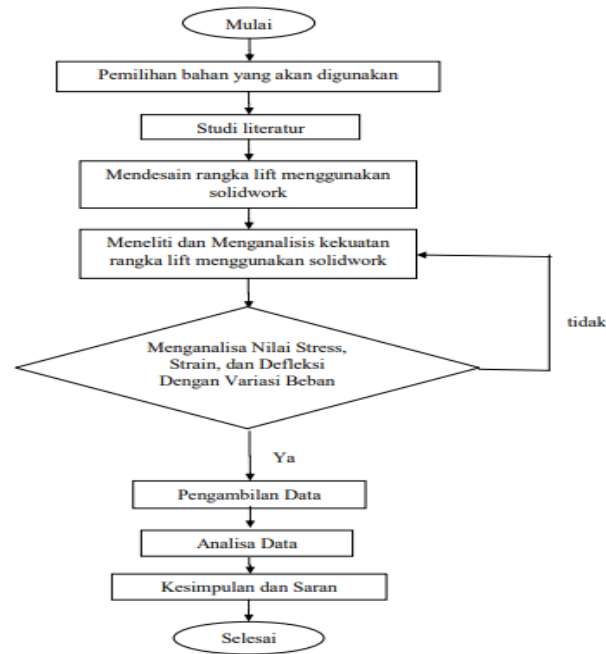 Mulai
Pemilihan bahan yang akan digunakan
Studi literatur
Mendesain rangka lift menggunakan
solidwork
Meneliti dan Menganalisis kekuatan
rangka lift menggunakan solidwork
tidak
Menganalisa Nilai Stress,
Strain, dan Defleksi
Dengan Variasi Beban
Ya
Pengambilan Data
Analisa Data
Kesimpulan dan Saran
Selesai